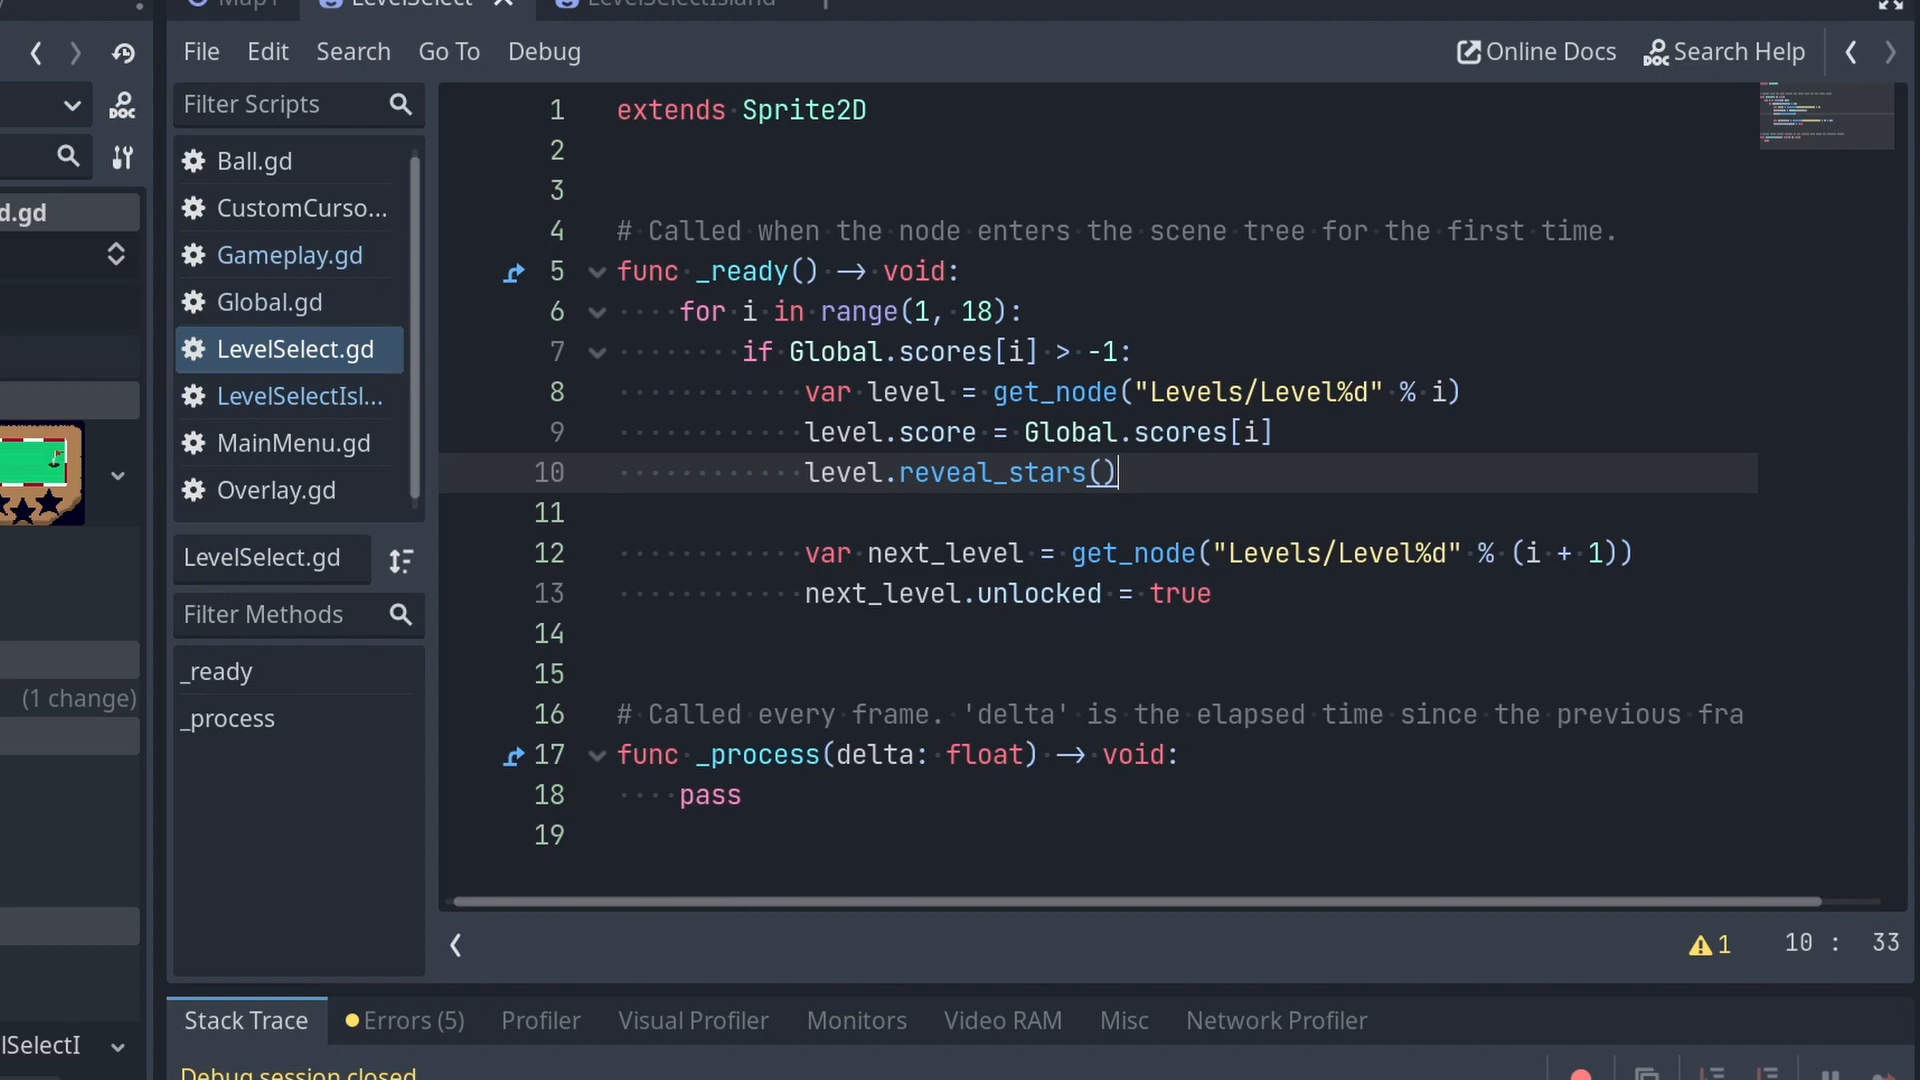 Map1
LevelSelect
LevelSelectIsland
File Edit Search Go To Debug
Online Docs Search Help
Filter Scripts
Ball.gd
CustomCurso...
Gameplay.gd
Global.gd
LevelSelect.gd
LevelSelectIsl...
MainMenu.gd
Overlay.gd
LevelSelect.gd
Filter Methods
_ready
_process
d.gd
(1 change)
lSelectI
1 extends Sprite2D
2
3
4 # Called when the node enters the scene tree for the first time.
5 func _ready() -> void:
6 for i in range(1, 18):
7 if Global.scores[i] > -1:
8 var level = get_node("Levels/Level%d" % i)
9 level.score = Global.scores[i]
10 level.reveal_stars()
11
12 var next_level = get_node("Levels/Level%d" % (i + 1))
13 next_level.unlocked = true
14
15
16 # Called every frame. 'delta' is the elapsed time since the previous fra
17 func _process(delta: float) -> void:
18 pass
19
1 10 : 33
Stack Trace Errors (5) Profiler Visual Profiler Monitors Video RAM Misc Network Profiler
Debug session closed.